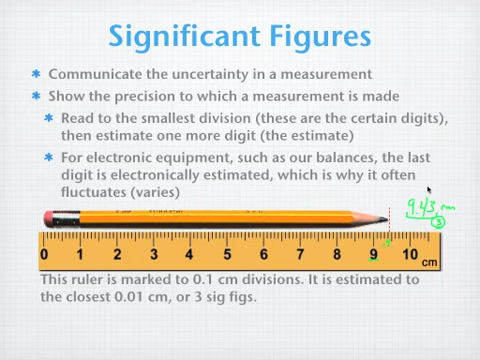 Significant Figures
* Communicate the uncertainty in a measurement
* Show the precision to which a measurement is made
* Read to the smallest division (these are the certain digits),
then estimate one more digit (the estimate)
* For electronic equipment, such as our balances, the last
digit is electronically estimated, which is why it often
fluctuates (varies)
9.43
3
0 1 2 3 4 5 6 7 8 9 10 cm
This ruler is marked to 0.1 cm divisions. It is estimated to
the closest 0.01 cm, or 3 sig figs.